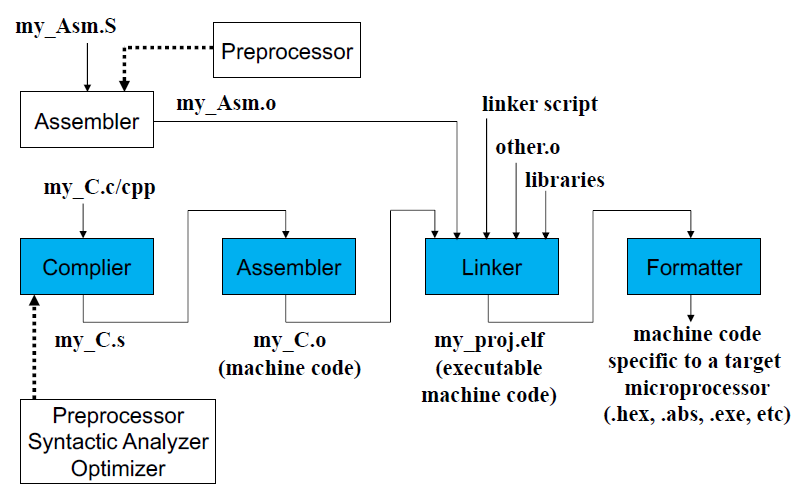 my_Asm.S
Preprocessor
Assembler
my_Asm.o
linker script
other.o
libraries
my_C.c/cpp
Complier
Assembler
Linker
Formatter
my_C.s
my_C.o
(machine code)
my_proj.elf
(executable
machine code)
machine code
specific to a target
microprocessor
(.hex, .abs, .exe, etc)
Preprocessor
Syntactic Analyzer
Optimizer